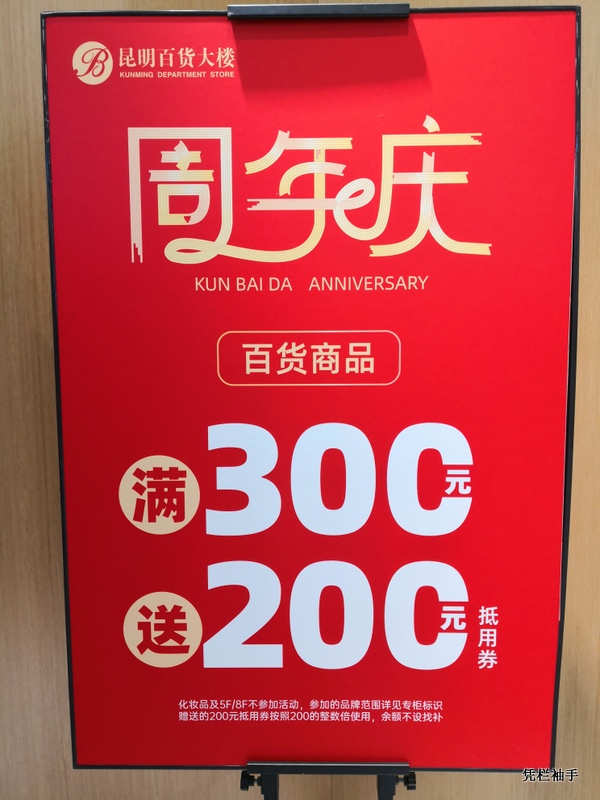 昆明百货大楼
KUNMING DEPARTMENT STORE
周年庆
KUN BAI DA ANNIVERSARY
百货商品
满300元
送200元抵用券
化妆品及5F/8F不参加活动，参加的品牌范围详见专柜标识
赠送的200元抵用券按照200的整数倍使用，余额不设找补
凭栏袖手